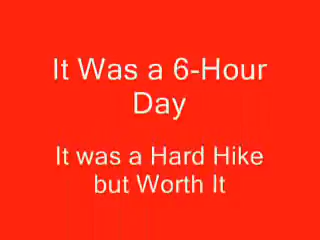 It Was a 6-Hour
Day
It was a Hard Hike
but Worth It